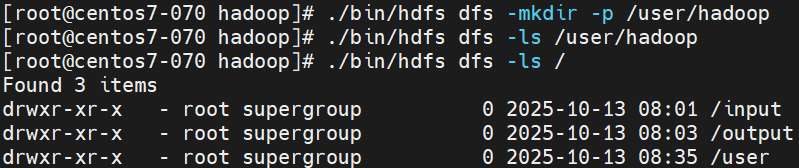 [root@centos7-070 hadoop]# ./bin/hdfs dfs -mkdir -p /user/hadoop
[root@centos7-070 hadoop]# ./bin/hdfs dfs -ls /user/hadoop
[root@centos7-070 hadoop]# ./bin/hdfs dfs -ls /
Found 3 items
drwxr-xr-x   - root supergroup          0 2025-10-13 08:01 /input
drwxr-xr-x   - root supergroup          0 2025-10-13 08:03 /output
drwxr-xr-x   - root supergroup          0 2025-10-13 08:35 /user